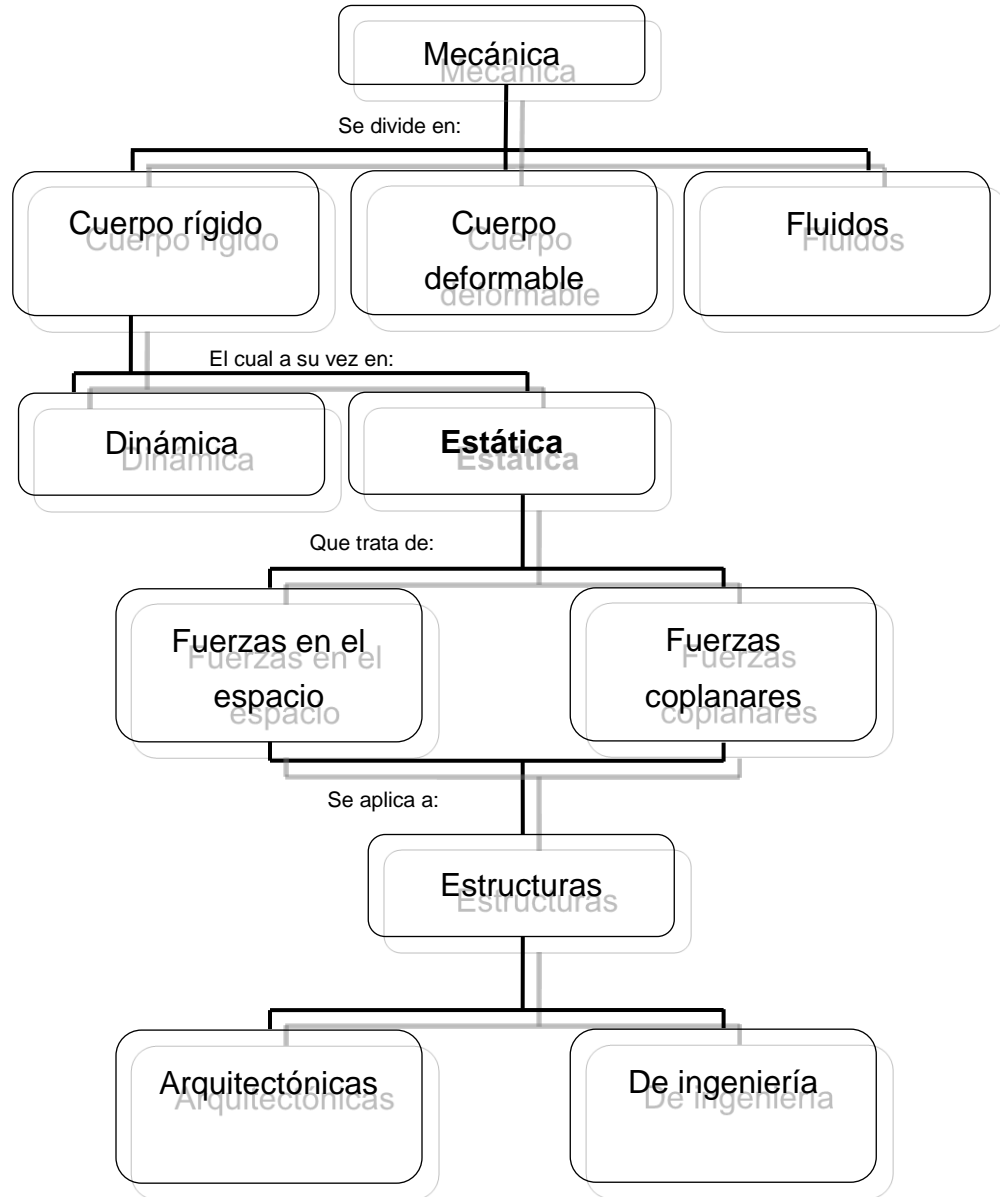 Mecánica
Se divide en:
Cuerpo rígido
Cuerpo
deformable
Fluidos
El cual a su vez en:
Dinámica
Estática
Que trata de:
Fuerzas en el
espacio
Fuerzas
coplanares
Se aplica a:
Estructuras
Arquitectónicas
De ingeniería